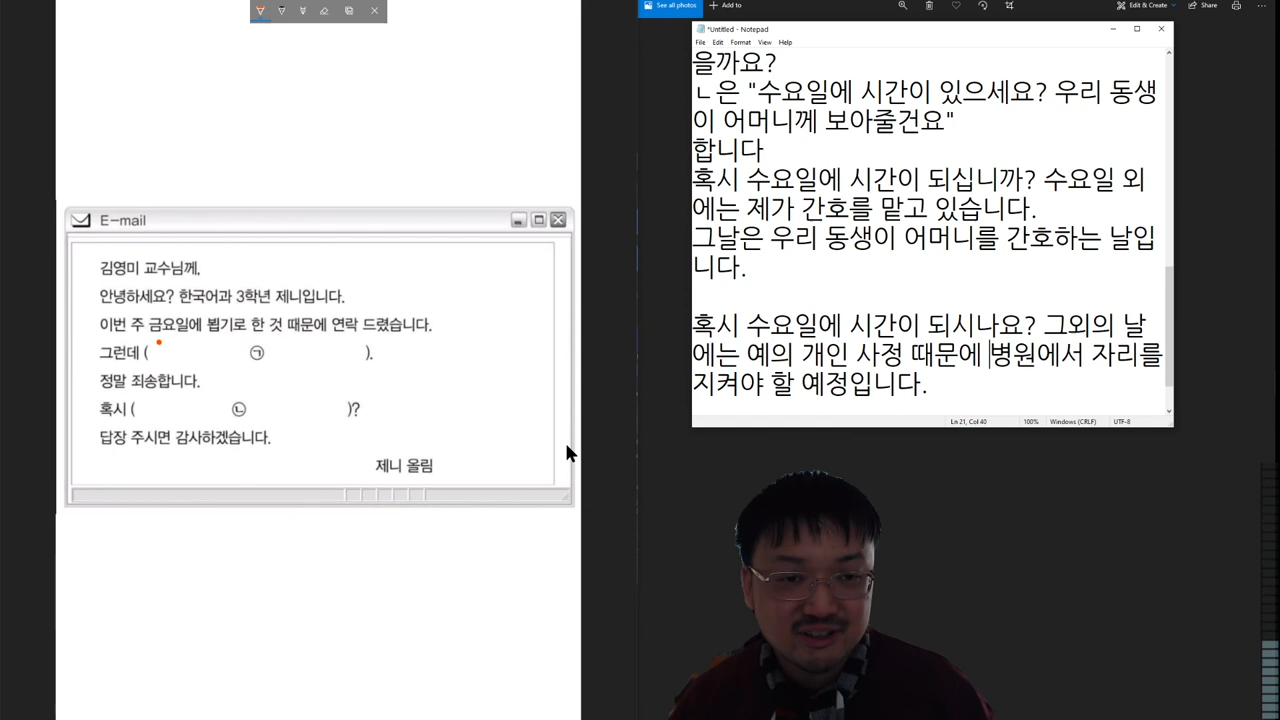 See all photos
Add to
Edit & Create
Share
*Untitled - Notepad
File Edit Format View Help
을까요?
ㄴ은 "수요일에 시간이 있으세요? 우리 동생
이 어머니께 보아줄건요"
합니다
혹시 수요일에 시간이 되십니까? 수요일 외
에는 제가 간호를 맡고 있습니다.
그날은 우리 동생이 어머니를 간호하는 날입
니다.
혹시 수요일에 시간이 되시나요? 그외의 날
에는 예의 개인 사정 때문에 병원에서 자리를
지켜야 할 예정입니다.
Ln 21, Col 40
100%
Windows (CRLF)
UTF-8
E-mail
김영미 교수님께,
안녕하세요? 한국어과 3학년 제니입니다.
이번 주 금요일에 뵙기로 한 것 때문에 연락 드렸습니다.
그런데 ( ㉠ ).
정말 죄송합니다.
혹시 ( ㉡ )?
답장 주시면 감사하겠습니다.
제니 올림